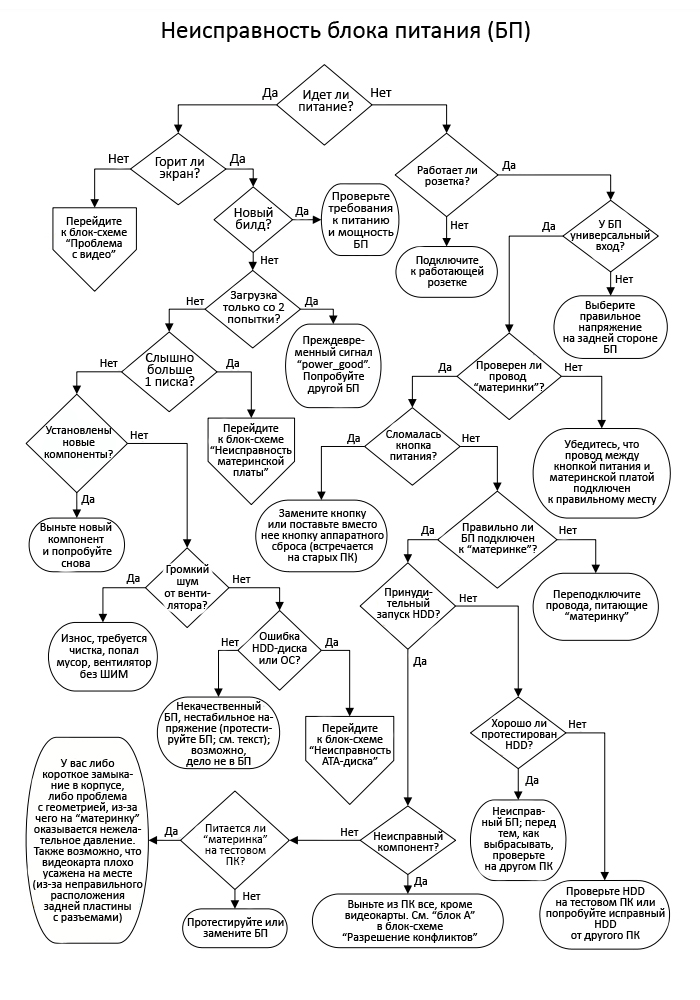 Неисправность блока питания (БП)
Идет ли
питание?
Да
Нет
Горит ли
экран?
Нет
Да
Работает ли
розетка?
Да
Нет
Перейдите
к блок-схеме
“Проблема
с видео”
Новый
билд?
Да
Нет
Проверьте
требования
к питанию
и мощность
БП
Подключите
к работающей
розетке
У БП
универсальный
вход?
Да
Нет
Выберите
правильное
напряжение
на задней стороне
БП
Загрузка
только со 2
попытки?
Нет
Да
Преждевре-
менный сигнал
“power_good”.
Попробуйте
другой БП
Слышно
больше
1 писка?
Нет
Да
Перейдите
к блок-схеме
“Неисправность
материнской
платы”
Проверен ли
провод
“материнки”?
Да
Нет
Убедитесь, что
провод между
кнопкой питания и
материнской платой
подключен
к правильному месту
Установлены
новые
компоненты?
Нет
Да
Выньте новый
компонент
и попробуйте
снова
Сломалась
кнопка
питания?
Да
Нет
Замените кнопку
или поставьте вместо
нее кнопку аппаратного
сброса (встречается
на старых ПК)
Правильно ли
БП подключен
к “материнке”?
Да
Нет
Переподключите
провода, питающие
“материнку”
Громкий
шум
от венти-
лятора?
Да
Нет
Износ, требуется
чистка, попал
мусор, вентилятор
без ШИМ
Ошибка
HDD-диска
или ОС?
Нет
Да
Некачественный
БП, нестабильное на-
пряжение (протести-
руйте БП; см. текст);
возможно,
дело не в БП
Перейдите
к блок-схеме
“Неисправность
ATA-диска”
Принуди-
тельный
запуск HDD?
Нет
Да
Хорошо ли
протестирован
HDD?
Нет
Да
Неисправ-
ный БП; перед
тем, как
выбрасывать,
проверьте
на другом ПК
Проверьте HDD
на тестовом ПК или
попробуйте исправный
HDD
от другого ПК
Неисправный
компонент?
Нет
Да
Выньте из ПК все, кроме
видеокарты. См. “блок А”
в блок-схеме
“Разрешение конфликтов”
Питается ли
“материнка”
на тестовом
ПК?
Да
Нет
Протестируйте или
замените БП
У вас либо
короткое замыка-
ние в корпусе,
либо проблема
с геометрией, из-за
чего на “материнку”
оказывается нежела-
тельное давление.
Также возможно, что
видеокарта плохо
усажена на месте
(из-за неправильного
расположения
задней пластины
с разъемами)